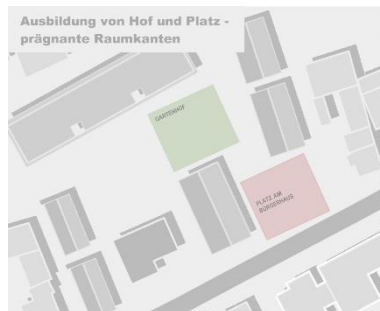 Ausbildung von Hof und Platz -
prägnante Raumkanten
GARTENHOF
PLATZ AM
BÜRGERHAUS